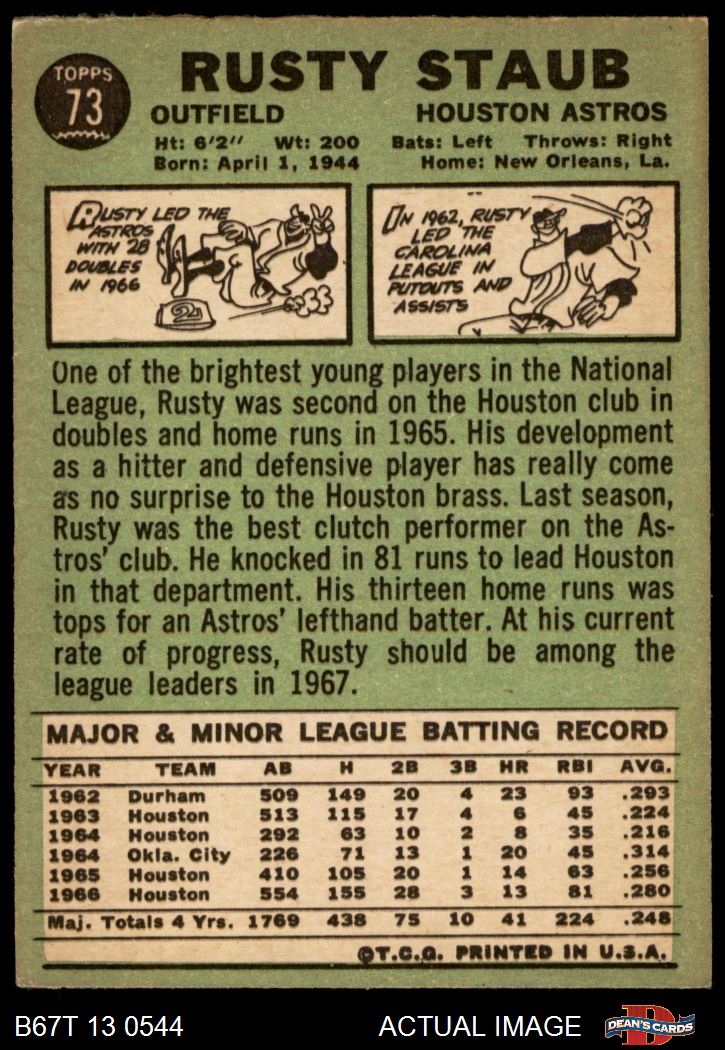 TOPPS
73
RUSTY STAUB
OUTFIELD HOUSTON ASTROS
Ht: 6'2" Wt: 200 Bats: Left Throws: Right
Born: April 1, 1944 Home: New Orleans, La.
RUSTY LED THE
ASTROS
WITH 28
DOUBLES
IN 1966
2
IN 1962, RUSTY
LED THE
CAROLINA
LEAGUE IN
PUTOUTS AND
ASSISTS
One of the brightest young players in the National
League, Rusty was second on the Houston club in
doubles and home runs in 1965. His development
as a hitter and defensive player has really come
as no surprise to the Houston brass. Last season,
Rusty was the best clutch performer on the As-
tros' club. He knocked in 81 runs to lead Houston
in that department. His thirteen home runs was
tops for an Astros' lefthand batter. At his current
rate of progress, Rusty should be among the
league leaders in 1967.
MAJOR & MINOR LEAGUE BATTING RECORD
YEAR TEAM AB H 2B 3B HR RBI AVG.
1962 Durham 509 149 20 4 23 93 .293
1963 Houston 513 115 17 4 6 45 .224
1964 Houston 292 63 10 2 8 35 .216
1964 Okla. City 226 71 13 1 20 45 .314
1965 Houston 410 105 20 1 14 63 .256
1966 Houston 554 155 28 3 13 81 .280
Maj. Totals 4 Yrs. 1769 438 75 10 41 224 .248
©T.C.G. PRINTED IN U.S.A.
B67T 13 0544 ACTUAL IMAGE D DEAN'S CARDS